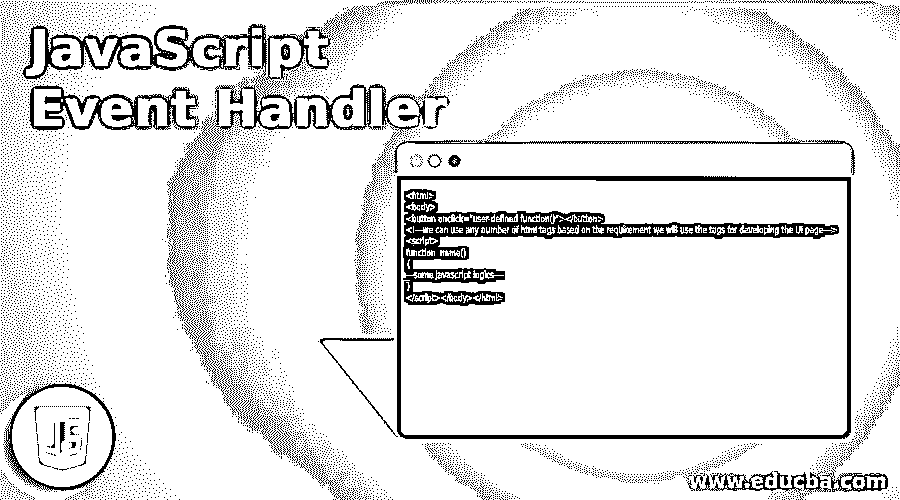 JavaScript
Event Handler
<html>
<body>
<button onclick="user-defined function()"></button>
<!—we can use any number of html tags based on the requirement we will use the tags for developing the UI page—>
<script>
function name()
{
—some javascript logics—
}
</script></body></html>
JS
www.educba.com